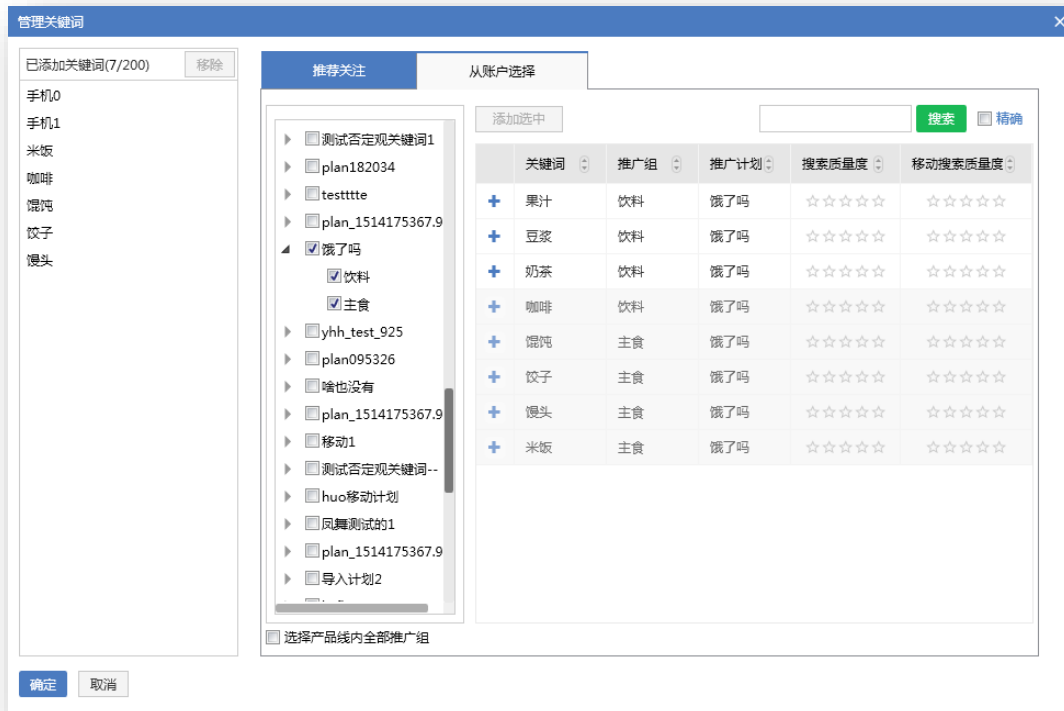 管理关键词
已添加关键词(7/200) 移除
手机0
手机1
米饭
咖啡
馄饨
饺子
馒头
推荐关注 从账户选择
测试否定观关键词1
plan182034
testttte
plan_1514175367.9
饿了吗
饮料
主食
yhh_test_925
plan095326
啥也没有
plan_1514175367.9
移动1
测试否定观关键词--
huo移动计划
凤舞测试的1
plan_1514175367.9
导入计划2
选择产品线内全部推广组
添加选中 搜索 精确
关键词 推广组 推广计划 搜索质量度 移动搜索质量度
果汁 饮料 饿了吗 ☆☆☆☆☆ ☆☆☆☆☆
豆浆 饮料 饿了吗 ☆☆☆☆☆ ☆☆☆☆☆
奶茶 饮料 饿了吗 ☆☆☆☆☆ ☆☆☆☆☆
咖啡 饮料 饿了吗 ☆☆☆☆☆ ☆☆☆☆☆
馄饨 主食 饿了吗 ☆☆☆☆☆ ☆☆☆☆☆
饺子 主食 饿了吗 ☆☆☆☆☆ ☆☆☆☆☆
馒头 主食 饿了吗 ☆☆☆☆☆ ☆☆☆☆☆
米饭 主食 饿了吗 ☆☆☆☆☆ ☆☆☆☆☆
确定 取消